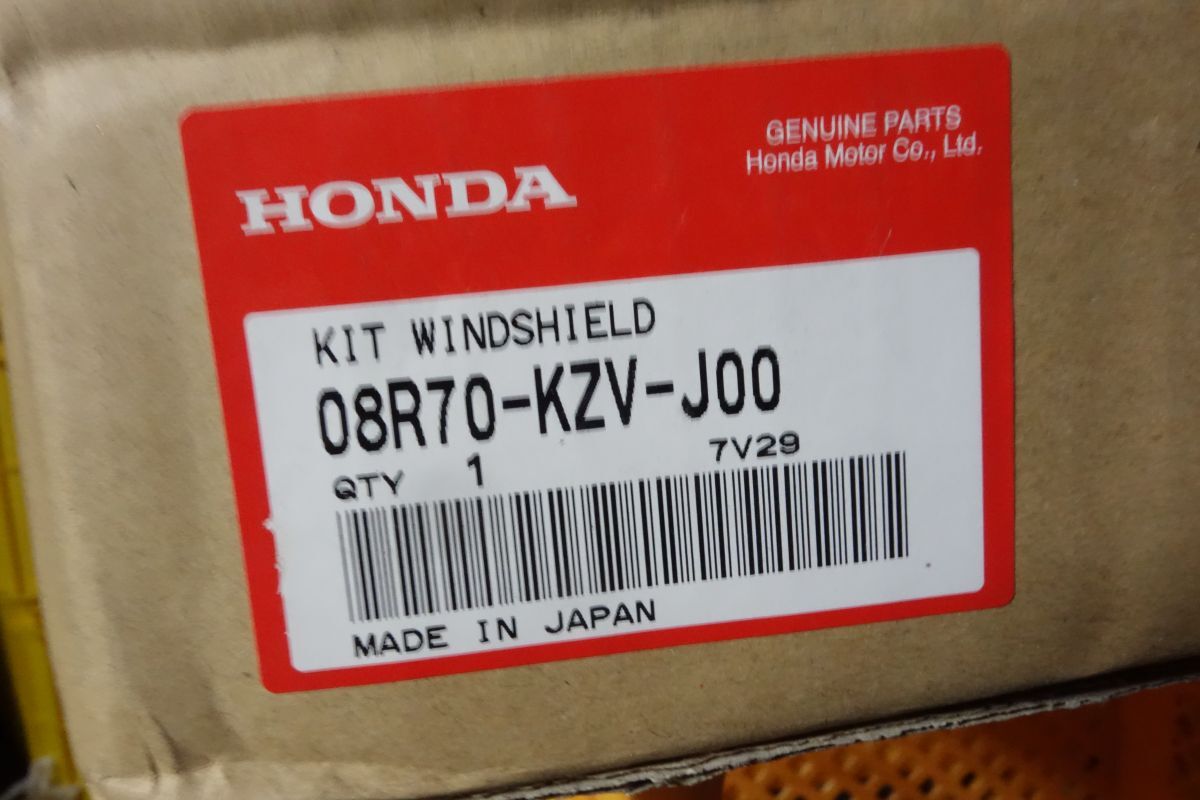 HONDA
GENUINE PARTS
Honda Motor Co., Ltd.
KIT WINDSHIELD
08R70-KZV-J00
QTY 1 7V29
MADE IN JAPAN